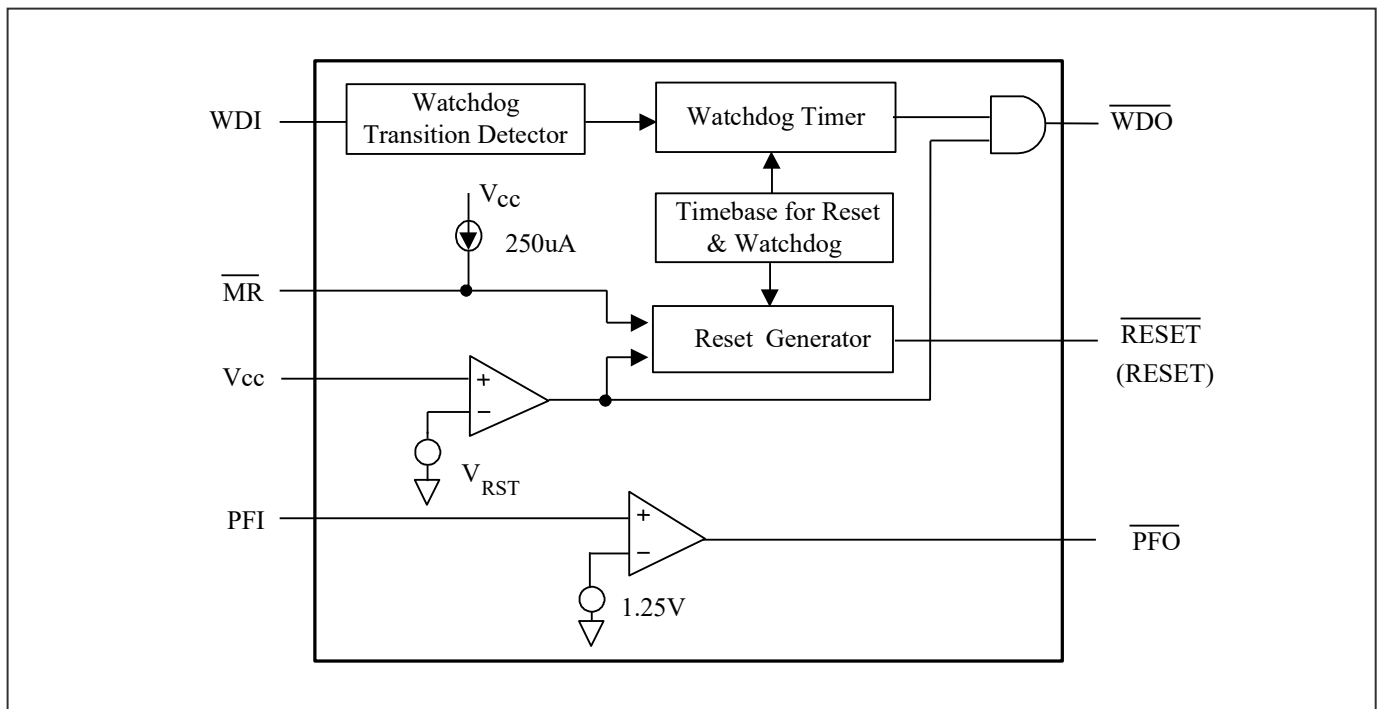 WDI
Watchdog
Transition Detector
Watchdog Timer
WDO
Vcc
250uA
Timebase for Reset
& Watchdog
MR
Reset Generator
RESET
(RESET)
Vcc
+
−
VRST
PFI
+
−
PFO
1.25V